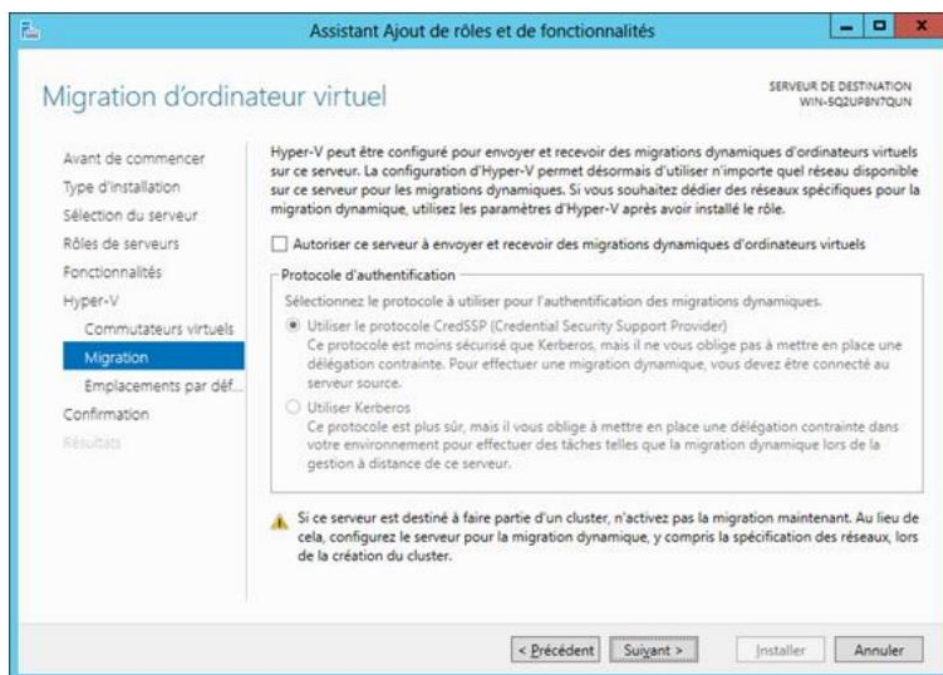 Assistant Ajout de rôles et de fonctionnalités
Migration d'ordinateur virtuel
SERVEUR DE DESTINATION
WIN-5Q2UP8N7QUN
Avant de commencer
Type d'installation
Sélection du serveur
Rôles de serveurs
Fonctionnalités
Hyper-V
Commutateurs virtuels
Migration
Emplacements par déf...
Confirmation
Résultats
Hyper-V peut être configuré pour envoyer et recevoir des migrations dynamiques d'ordinateurs virtuels
sur ce serveur. La configuration d'Hyper-V permet désormais d'utiliser n'importe quel réseau disponible
sur ce serveur pour les migrations dynamiques. Si vous souhaitez dédier des réseaux spécifiques pour la
migration dynamique, utilisez les paramètres d'Hyper-V après avoir installé le rôle.
Autoriser ce serveur à envoyer et recevoir des migrations dynamiques d'ordinateurs virtuels
Protocole d'authentification
Sélectionnez le protocole à utiliser pour l'authentification des migrations dynamiques.
Utiliser le protocole CredSSP (Credential Security Support Provider)
Ce protocole est moins sécurisé que Kerberos, mais il ne vous oblige pas à mettre en place une
délégation contrainte. Pour effectuer une migration dynamique, vous devez être connecté au
serveur source.
Utiliser Kerberos
Ce protocole est plus sûr, mais il vous oblige à mettre en place une délégation contrainte dans
votre environnement pour effectuer des tâches telles que la migration dynamique lors de la
gestion à distance de ce serveur.
Si ce serveur est destiné à faire partie d'un cluster, n'activez pas la migration maintenant. Au lieu de
cela, configurez le serveur pour la migration dynamique, y compris la spécification des réseaux, lors
de la création du cluster.
< Précédent
Suivant >
Installer
Annuler